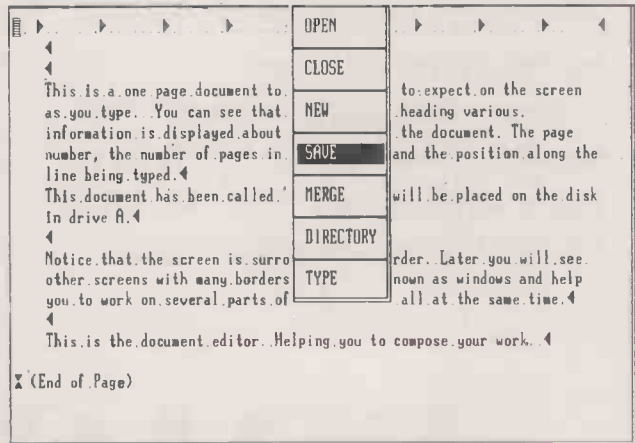 OPEN
CLOSE
NEW
SAVE
MERGE
DIRECTORY
TYPE
This is a one page document to to expect on the screen
as you type. You can see that heading various
information is displayed about the document. The page
number, the number of pages in and the position along the
line being typed.
This document has been called " will be placed on the disk
In drive A.
Notice that the screen is surro rder. Later you will see
other screens with many borders nown as windows and help
you to work on several parts of all at the same time.
This is the document editor. Helping you to compose your work.
(End of Page)